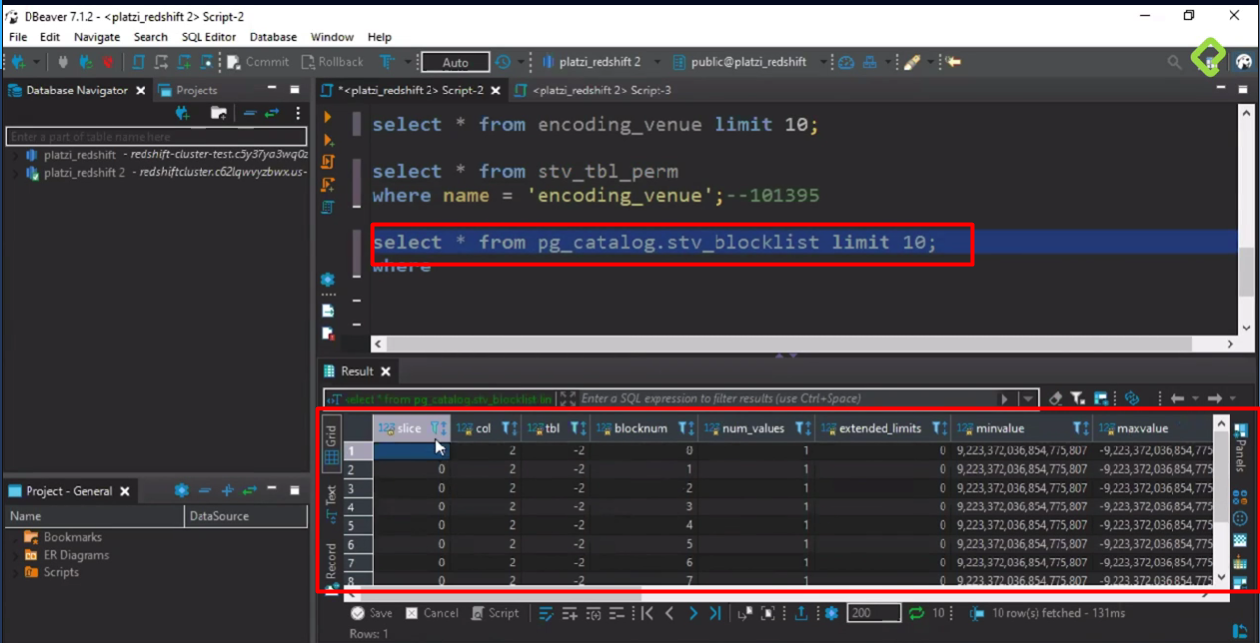 DBeaver 7.1.2 - <platzi_redshift 2> Script-2
File Edit Navigate Search SQL Editor Database Window Help
Commit Rollback Auto platzi_redshift 2 public@platzi_redshift
Database Navigator Projects
*<platzi_redshift 2> Script-2 <platzi_redshift 2> Script-3
Enter a part of table name here
platzi_redshift - redshift-cluster-test.c5y37ya3wq0z
platzi_redshift 2 - redshiftcluster.c62lqwvyzbwx.us-
select * from encoding_venue limit 10;
select * from stv_tbl_perm
where name = 'encoding_venue';--101395
select * from pg_catalog.stv_blocklist limit 10;
where
Result
select * from pg_catalog.stv_blocklist lim Enter a SQL expression to filter results (use Ctrl+Space)
Grid
Text
Record
Panels
123 slice 123 col 123 tbl 123 blocknum 123 num_values 123 extended_limits 123 minvalue 123 maxvalue
1 2 -2 0 1 0 9,223,372,036,854,775,807 -9,223,372,036,854,775
2 0 2 -2 1 1 0 9,223,372,036,854,775,807 -9,223,372,036,854,775
3 0 2 -2 2 1 0 9,223,372,036,854,775,807 -9,223,372,036,854,775
4 0 2 -2 3 1 0 9,223,372,036,854,775,807 -9,223,372,036,854,775
5 0 2 -2 4 1 0 9,223,372,036,854,775,807 -9,223,372,036,854,775
6 0 2 -2 5 1 0 9,223,372,036,854,775,807 -9,223,372,036,854,775
7 0 2 -2 6 1 0 9,223,372,036,854,775,807 -9,223,372,036,854,775
8 0 2 -2 7 1 0 9,223,372,036,854,775,807 -9,223,372,036,854,775
Project - General
Name DataSource
Bookmarks
ER Diagrams
Scripts
Save Cancel Script 200 10 10 row(s) fetched - 131ms
Rows: 1